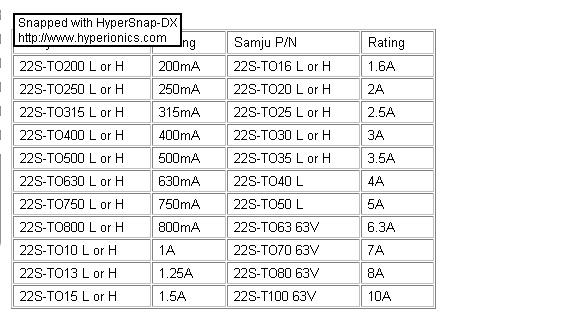 Snapped with HyperSnap-DX
http://www.hyperionics.com
Samju P/N Rating
22S-TO200 L or H 200mA 22S-TO16 L or H 1.6A
22S-TO250 L or H 250mA 22S-TO20 L or H 2A
22S-TO315 L or H 315mA 22S-TO25 L or H 2.5A
22S-TO400 L or H 400mA 22S-TO30 L or H 3A
22S-TO500 L or H 500mA 22S-TO35 L or H 3.5A
22S-TO630 L or H 630mA 22S-TO40 L 4A
22S-TO750 L or H 750mA 22S-TO50 L 5A
22S-TO800 L or H 800mA 22S-TO63 63V 6.3A
22S-TO10 L or H 1A 22S-TO70 63V 7A
22S-TO13 L or H 1.25A 22S-TO80 63V 8A
22S-TO15 L or H 1.5A 22S-T100 63V 10A